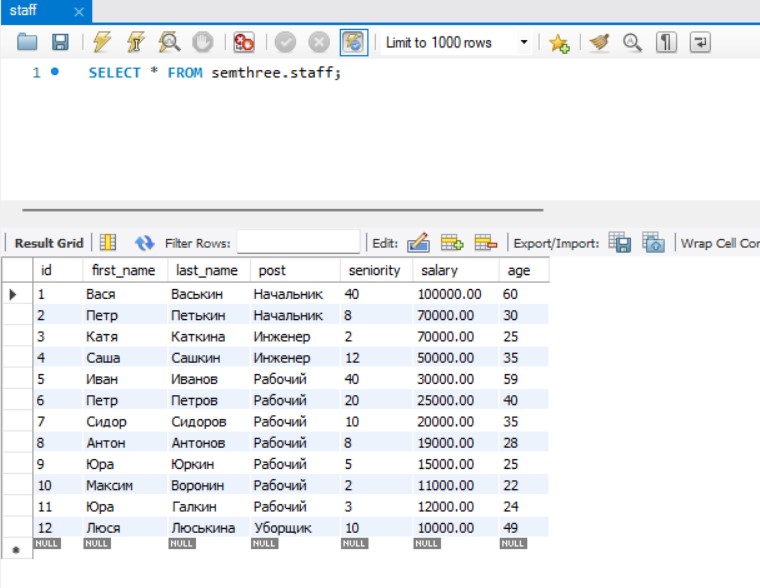 staff
Limit to 1000 rows
1 SELECT * FROM semthree.staff;
Result Grid Filter Rows: Edit: Export/Import: Wrap Cell Con
id first_name last_name post seniority salary age
1 Вася Васькин Начальник 40 100000.00 60
2 Петр Петькин Начальник 8 70000.00 30
3 Катя Каткина Инженер 2 70000.00 25
4 Саша Сашкин Инженер 12 50000.00 35
5 Иван Иванов Рабочий 40 30000.00 59
6 Петр Петров Рабочий 20 25000.00 40
7 Сидор Сидоров Рабочий 10 20000.00 35
8 Антон Антонов Рабочий 8 19000.00 28
9 Юра Юркин Рабочий 5 15000.00 25
10 Максим Воронин Рабочий 2 11000.00 22
11 Юра Галкин Рабочий 3 12000.00 24
12 Люся Люськина Уборщик 10 10000.00 49
NULL NULL NULL NULL NULL NULL NULL